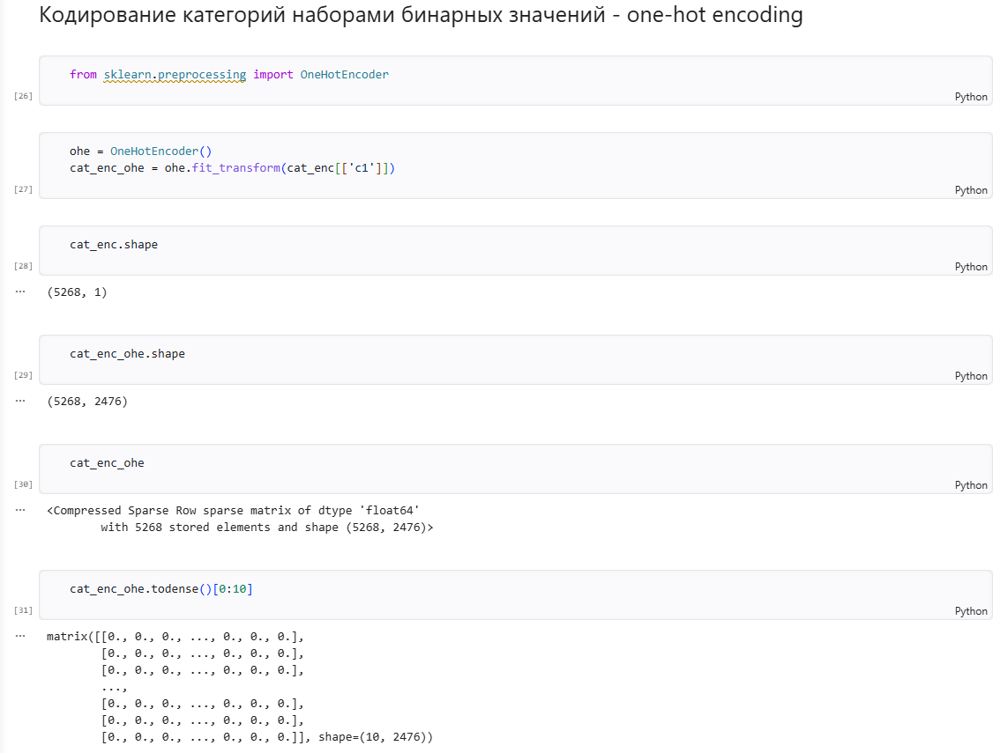 Кодирование категорий наборами бинарных значений - one-hot encoding
from sklearn.preprocessing import OneHotEncoder
[26]
Python
ohe = OneHotEncoder()
cat_enc_ohe = ohe.fit_transform(cat_enc[['c1']])
[27]
Python
cat_enc.shape
[28]
Python
... (5268, 1)
cat_enc_ohe.shape
[29]
Python
... (5268, 2476)
cat_enc_ohe
[30]
Python
... <Compressed Sparse Row sparse matrix of dtype 'float64'
with 5268 stored elements and shape (5268, 2476)>
cat_enc_ohe.todense()[0:10]
[31]
Python
... matrix([[0., 0., 0., ..., 0., 0., 0.],
[0., 0., 0., ..., 0., 0., 0.],
[0., 0., 0., ..., 0., 0., 0.],
...,
[0., 0., 0., ..., 0., 0., 0.],
[0., 0., 0., ..., 0., 0., 0.],
[0., 0., 0., ..., 0., 0., 0.]], shape=(10, 2476))